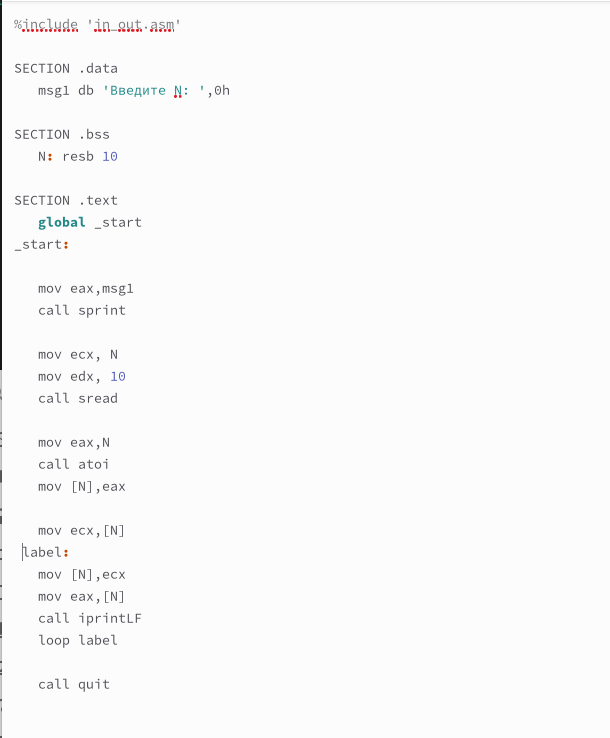 %include 'in_out.asm'
SECTION .data
msg1 db 'Введите N: ',0h
SECTION .bss
N: resb 10
SECTION .text
global _start
_start:
mov eax,msg1
call sprint
mov ecx, N
mov edx, 10
call sread
mov eax,N
call atoi
mov [N],eax
mov ecx,[N]
label:
mov [N],ecx
mov eax,[N]
call iprintLF
loop label
call quit